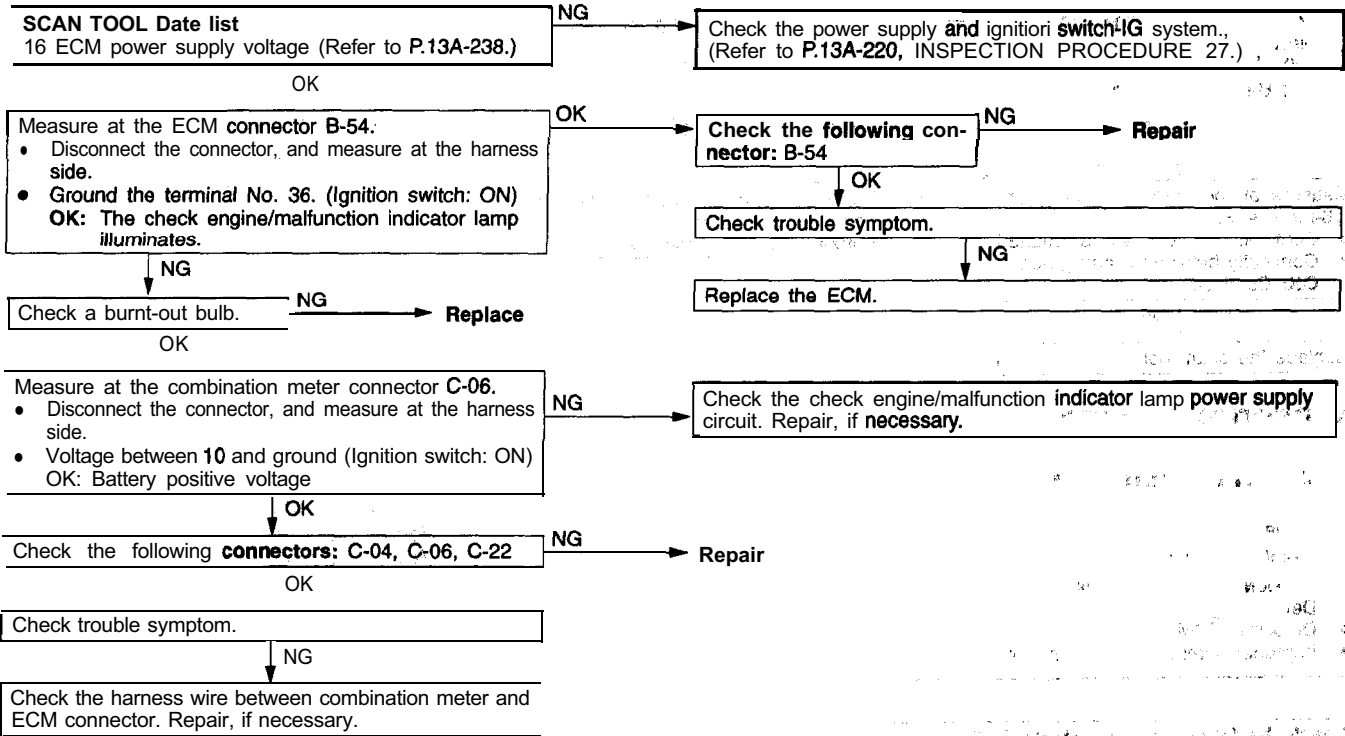 SCAN TOOL Date list
16 ECM power supply voltage (Refer to P.13A-238.)
NG
Check the power supply and ignitiori switch-IG system.,
(Refer to P.13A-220, INSPECTION PROCEDURE 27.) ,
OK
Measure at the ECM connector B-54.
• Disconnect the connector, and measure at the harness
side.
• Ground the terminal No. 36. (Ignition switch: ON)
OK: The check engine/malfunction indicator lamp
illuminates.
OK
Check the following con-
nector: B-54
NG
Repair
OK
Check trouble symptom.
NG
Replace the ECM.
NG
Check a burnt-out bulb.
NG
Replace
OK
Measure at the combination meter connector C-06.
• Disconnect the connector, and measure at the harness
side.
• Voltage between 10 and ground (Ignition switch: ON)
OK: Battery positive voltage
NG
Check the check engine/malfunction indicator lamp power supply
circuit. Repair, if necessary.
OK
Check the following connectors: C-04, C-06, C-22
NG
Repair
OK
Check trouble symptom.
NG
Check the harness wire between combination meter and
ECM connector. Repair, if necessary.